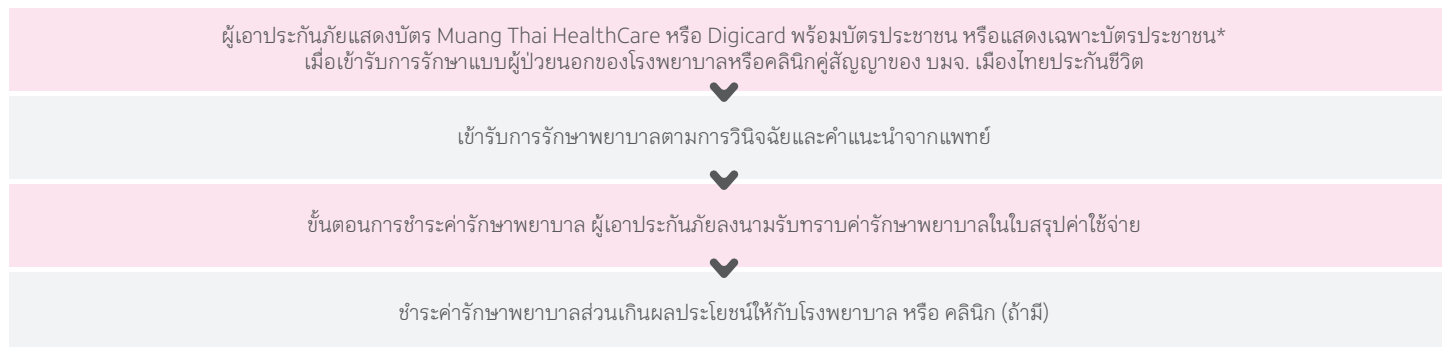 ผู้เอาประกันภัยแสดงบัตร Muang Thai HealthCare หรือ Digicard พร้อมบัตรประชาชน หรือแสดงเฉพาะบัตรประชาชน*
เมื่อเข้ารับการรักษาแบบผู้ป่วยนอกของโรงพยาบาลหรือคลินิกคู่สัญญาของ บมจ. เมืองไทยประกันชีวิต
เข้ารับการรักษาพยาบาลตามการวินิจฉัยและคำแนะนำจากแพทย์
ขั้นตอนการชำระค่ารักษาพยาบาล ผู้เอาประกันภัยลงนามรับทราบค่ารักษาพยาบาลในใบสรุปค่าใช้จ่าย
ชำระค่ารักษาพยาบาลส่วนเกินผลประโยชน์ให้กับโรงพยาบาล หรือ คลินิก (ถ้ามี)